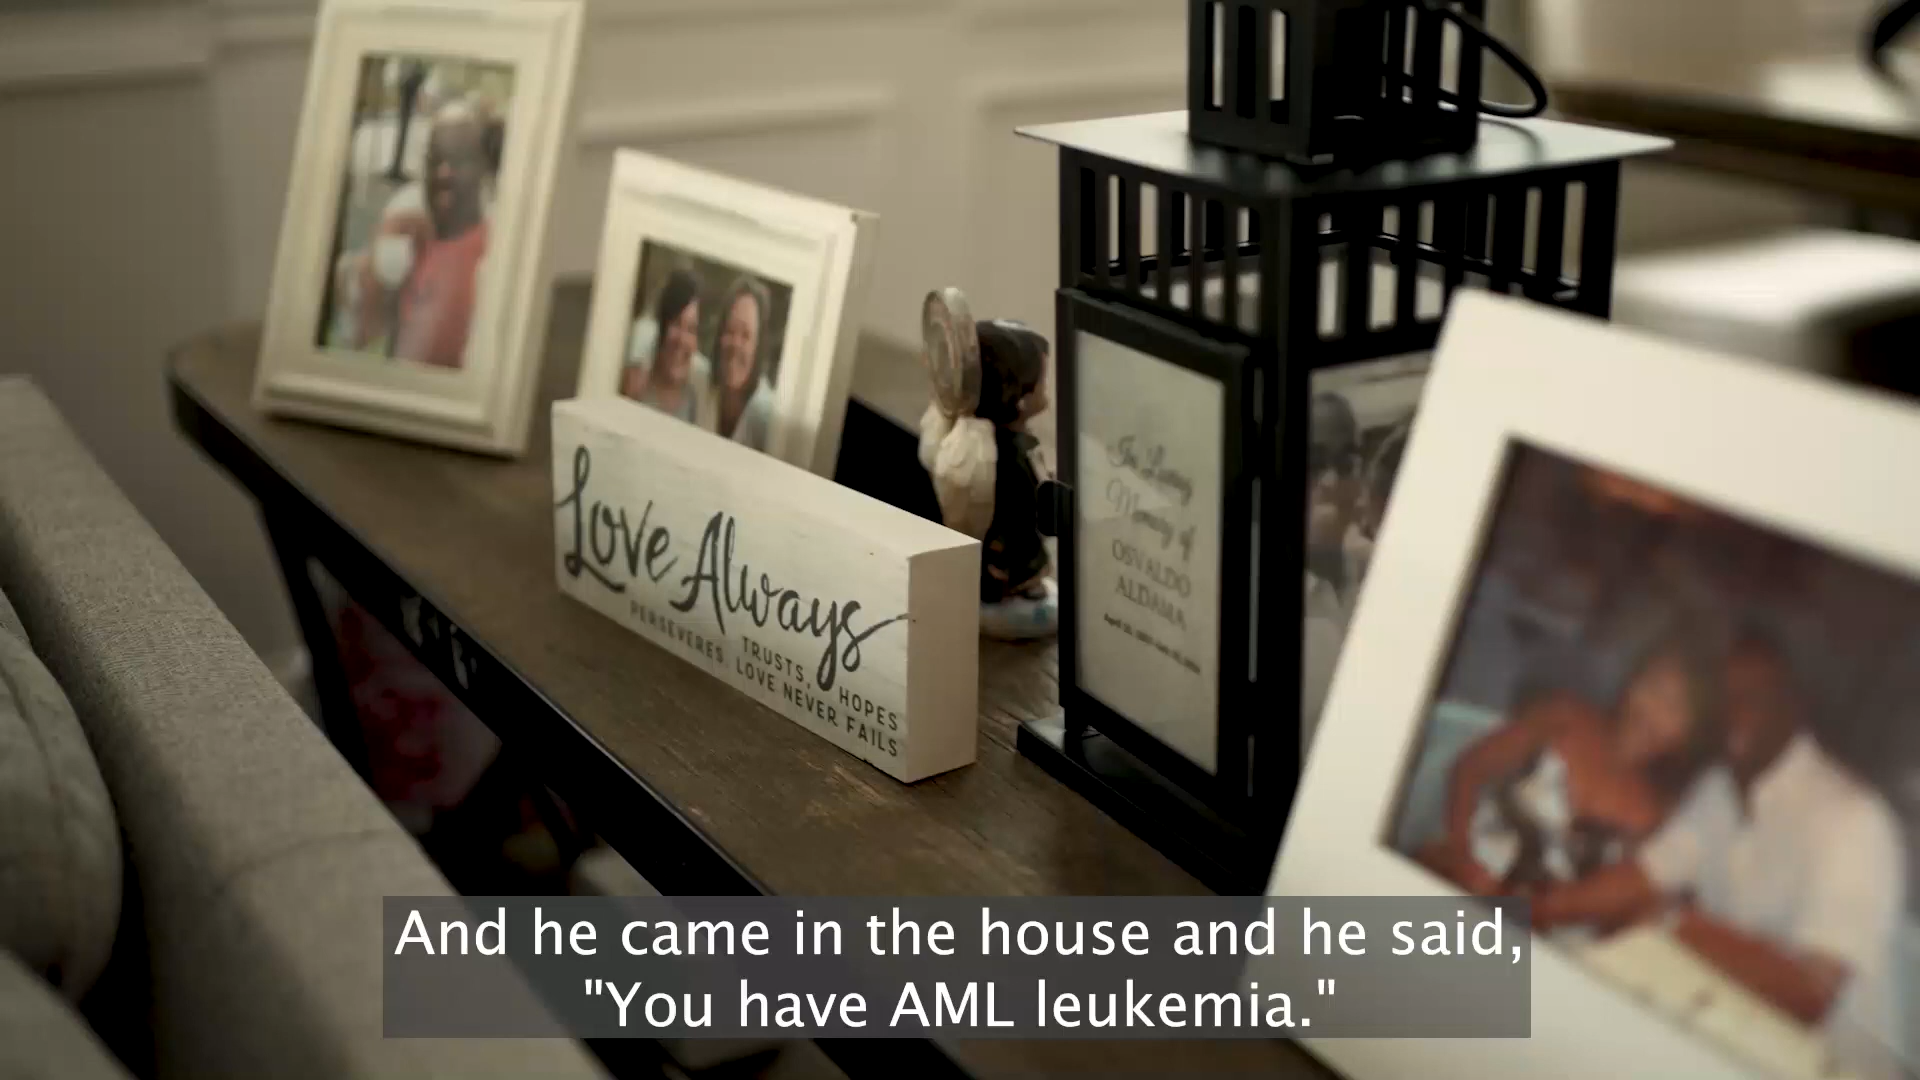 Love Always
TRUSTS, HOPES
PERSEVERES. LOVE NEVER FAILS
In Loving
Memory of
OSVALDO
ALDAMA
And he came in the house and he said,
"You have AML leukemia."